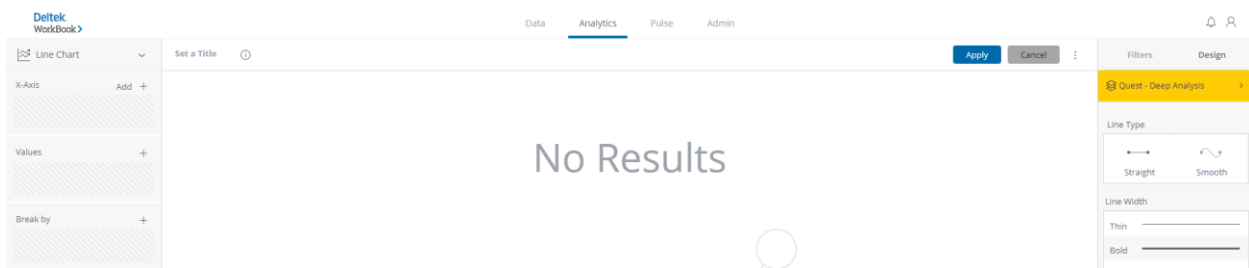 Deltek
WorkBook
Data Analytics Pulse Admin
Line Chart
Set a Title
Apply Cancel
Filters Design
X-Axis Add +
Quest - Deep Analysis
Values +
No Results
Line Type
Straight Smooth
Line Width
Thin
Break by +
Bold